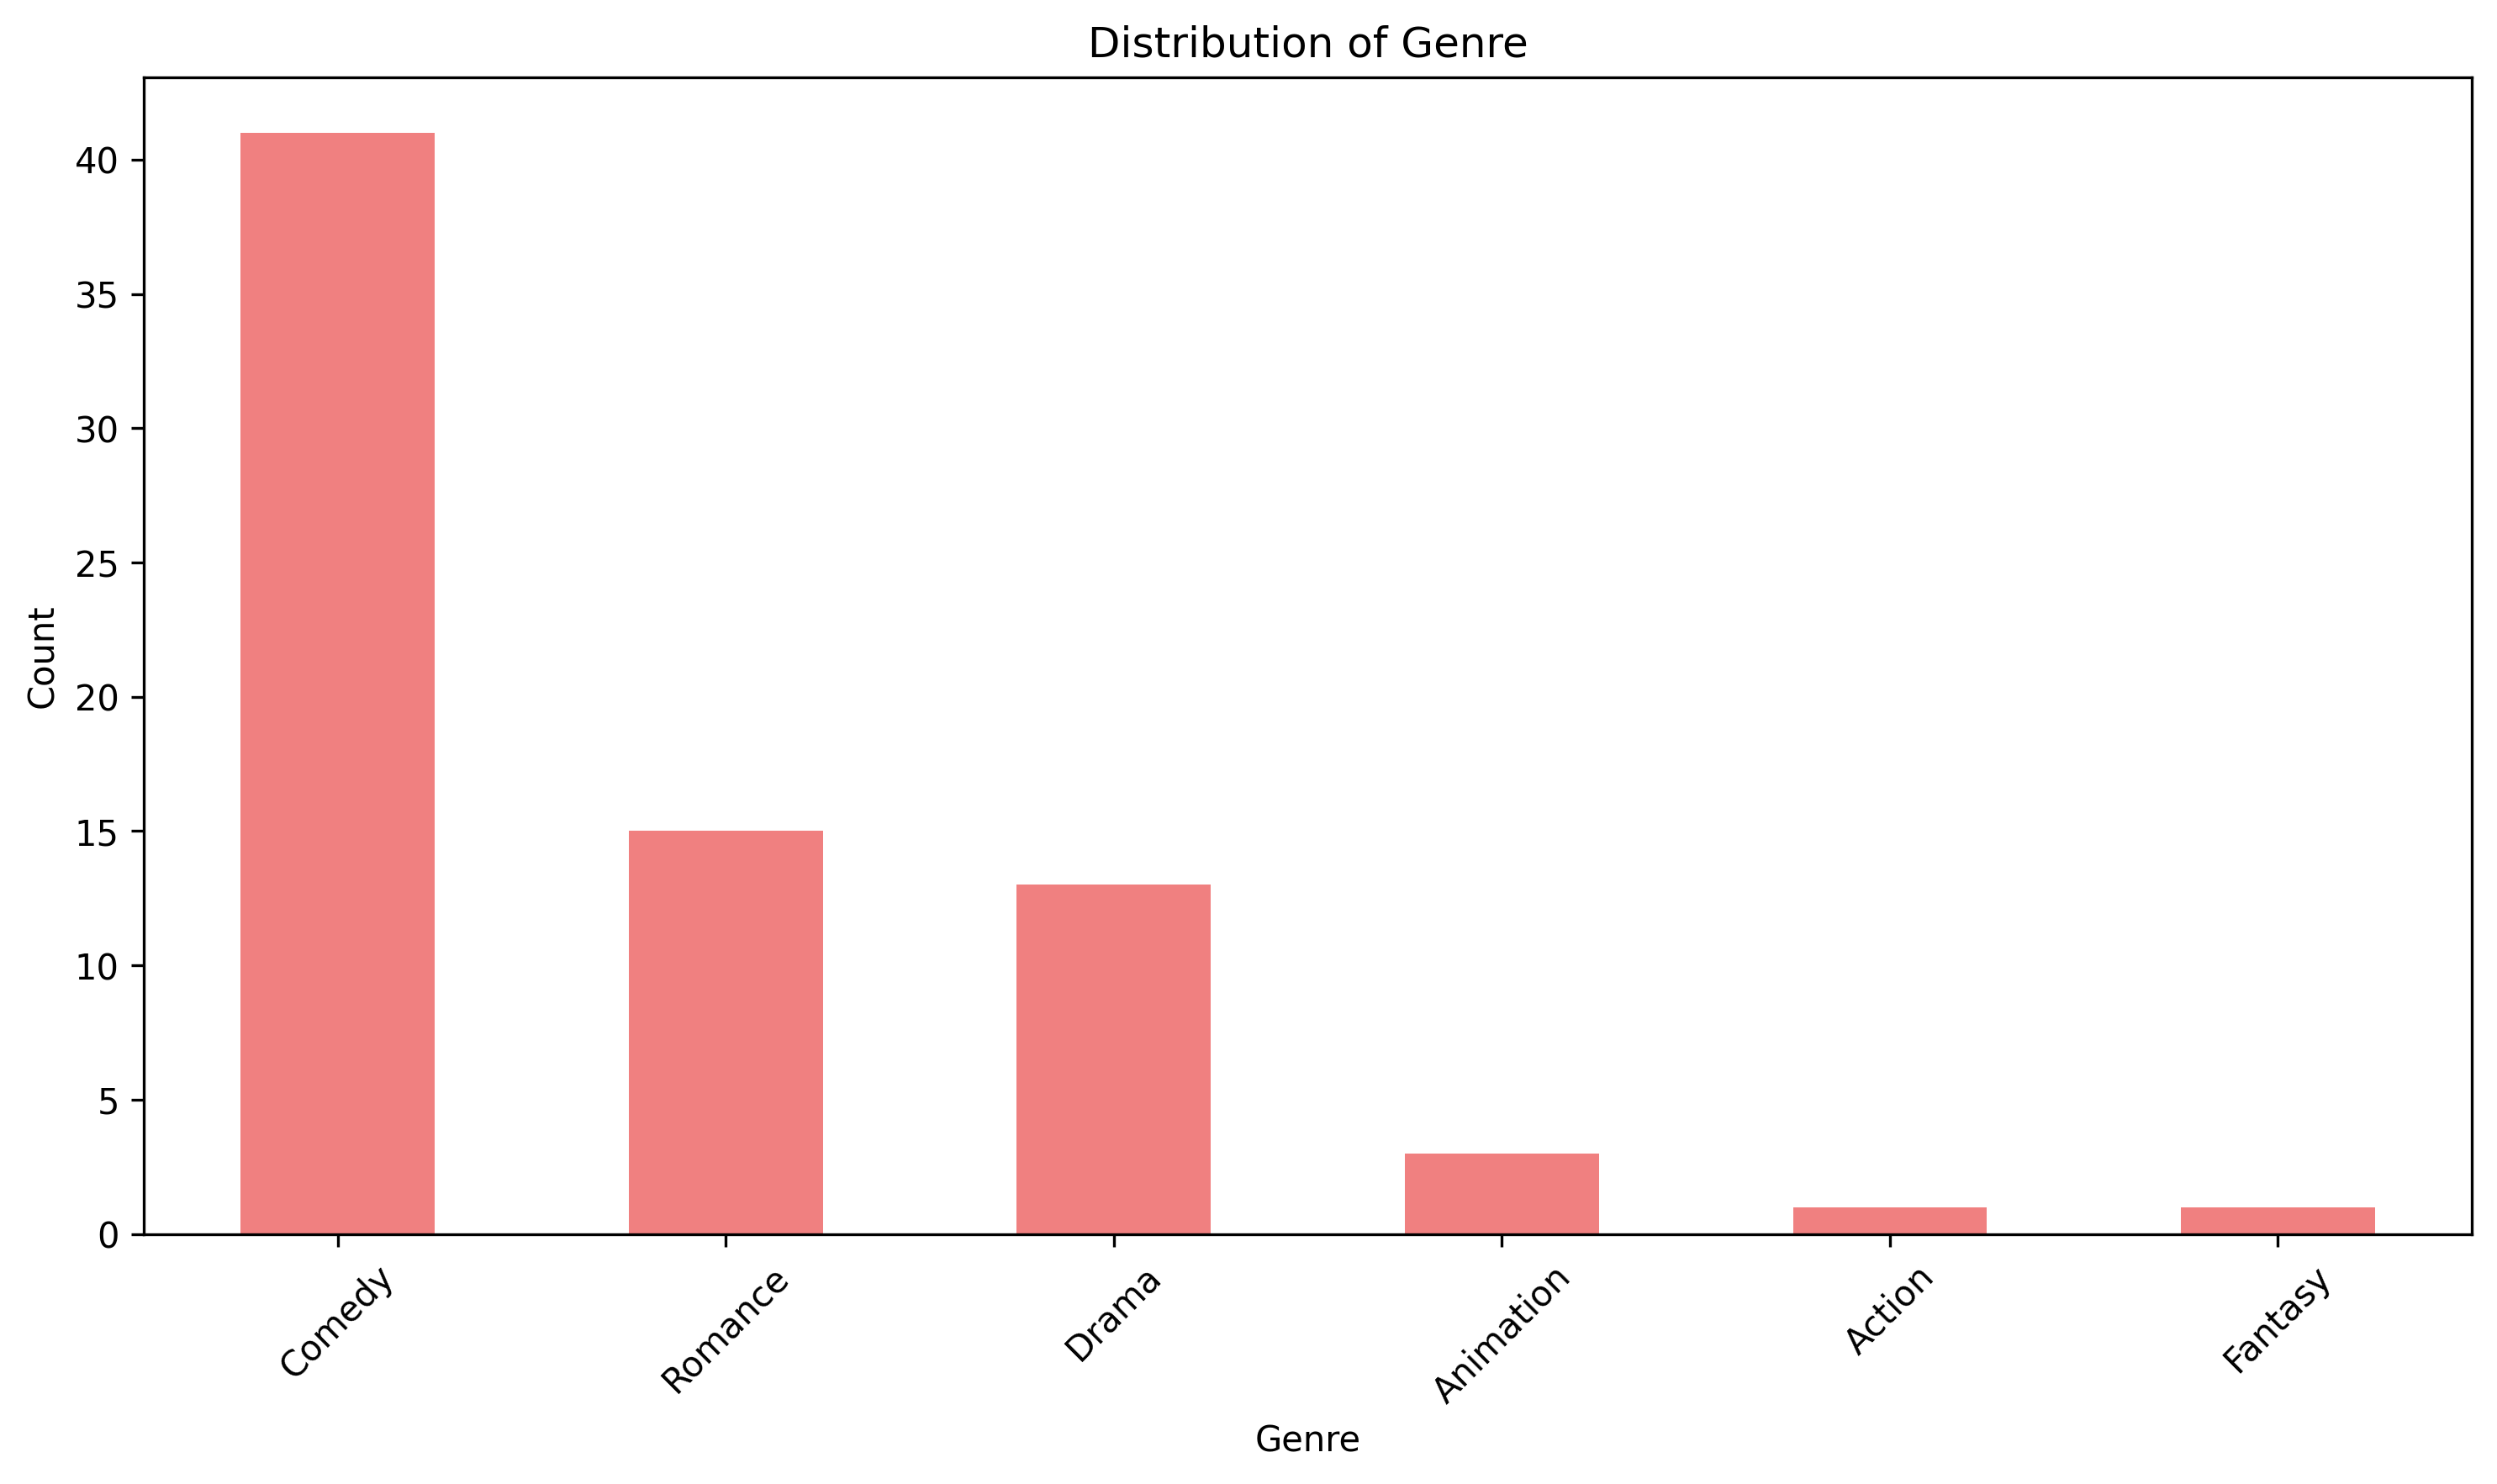 Distribution of Genre
Count
40
35
30
25
20
15
10
5
0
Comedy
Romance
Drama
Animation
Action
Fantasy
Genre